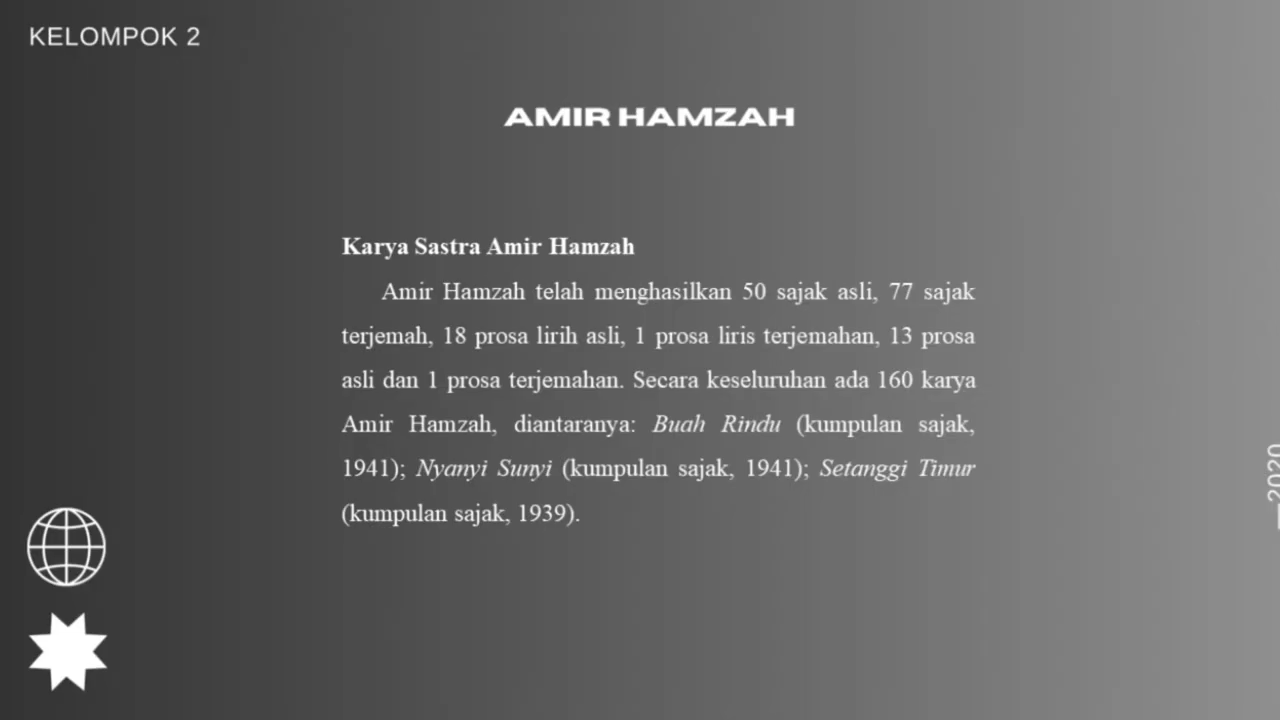 KELOMPOK 2
AMIR HAMZAH
Karya Sastra Amir Hamzah
Amir Hamzah telah menghasilkan 50 sajak asli, 77 sajak
terjemah, 18 prosa lirih asli, 1 prosa liris terjemahan, 13 prosa
asli dan 1 prosa terjemahan. Secara keseluruhan ada 160 karya
Amir Hamzah, diantaranya: Buah Rindu (kumpulan sajak,
1941); Nyanyi Sunyi (kumpulan sajak, 1941); Setanggi Timur
(kumpulan sajak, 1939).
—2020